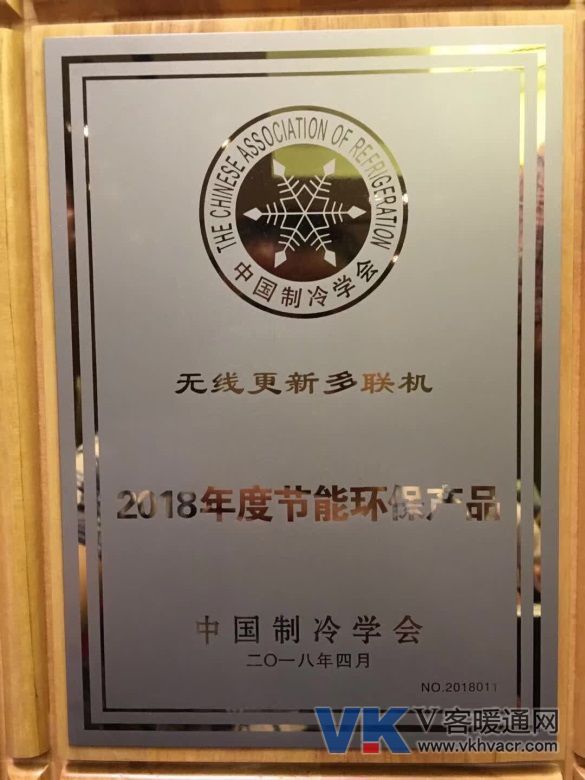 THE CHINESE ASSOCIATION OF REFRIGERATION
中国制冷学会
无线更新多联机
2018年度节能环保产品
中国制冷学会
二〇一八年四月
NO.2018011
VK V客暖通网
www.vkhvacr.com